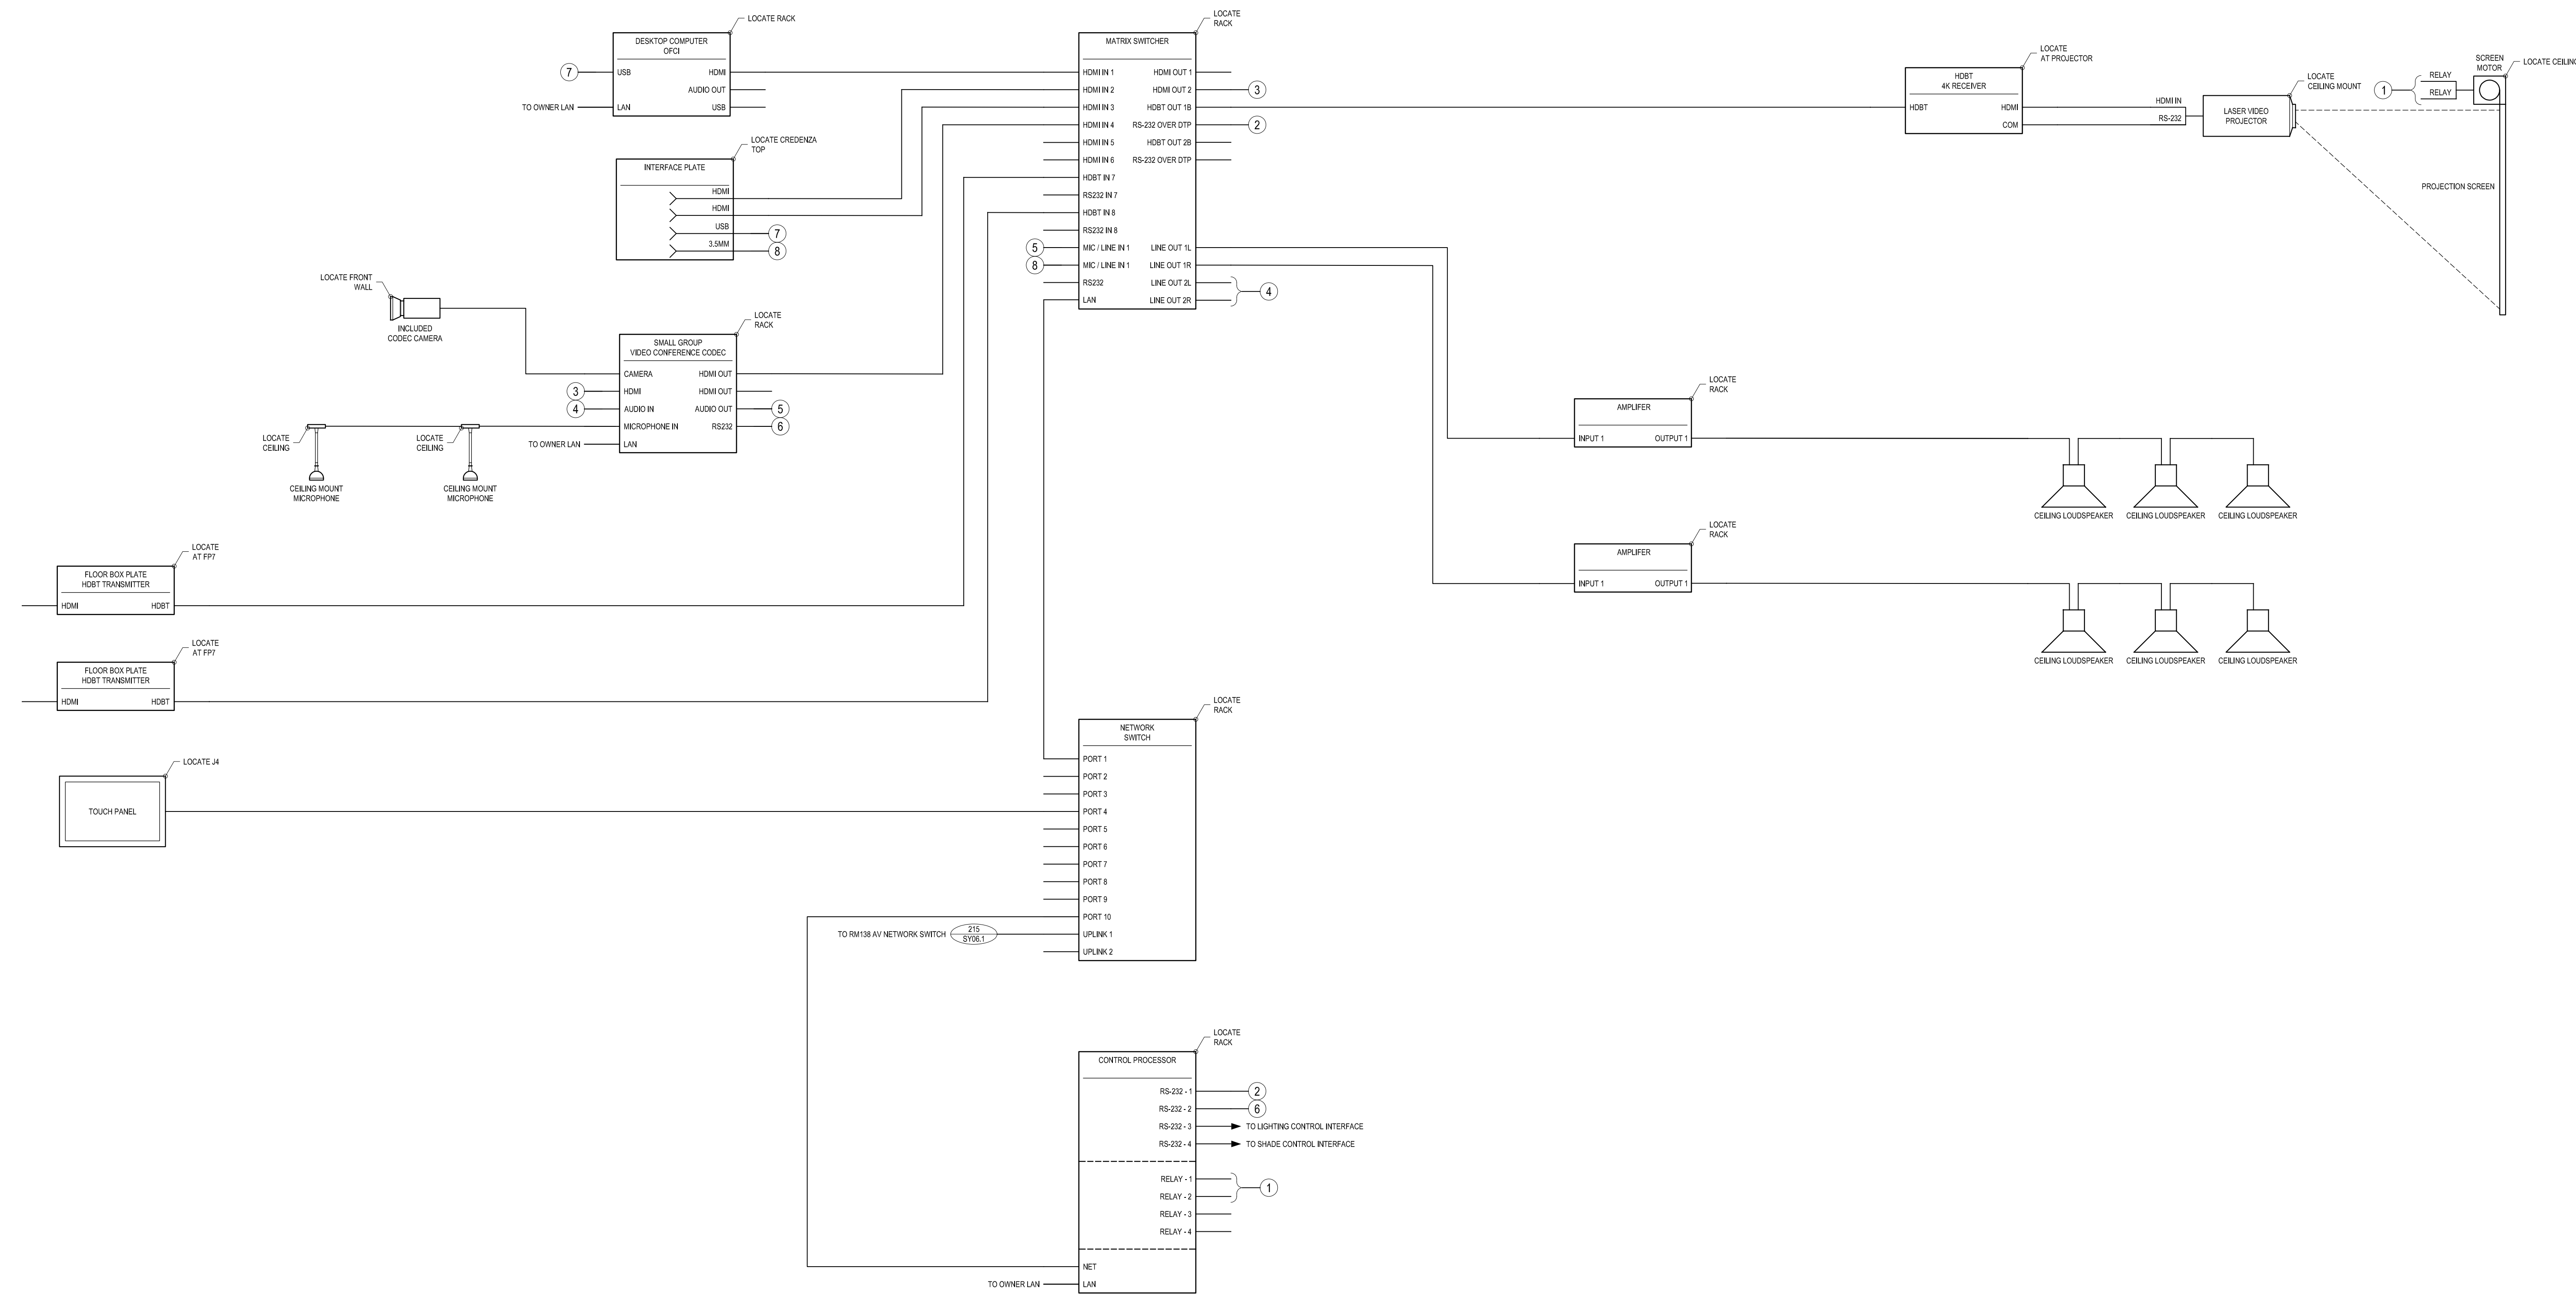 LOCATE RACK
DESKTOP COMPUTER
OFCI
7
USB
HDMI
AUDIO OUT
TO OWNER LAN
LAN
USB
LOCATE CREDENZA
TOP
INTERFACE PLATE
HDMI
HDMI
USB
7
3.5MM
8
LOCATE FRONT
WALL
INCLUDED
CODEC CAMERA
LOCATE
RACK
SMALL GROUP
VIDEO CONFERENCE CODEC
CAMERA
HDMI OUT
3
HDMI
HDMI OUT
4
AUDIO IN
AUDIO OUT
5
MICROPHONE IN
RS232
6
TO OWNER LAN
LAN
LOCATE
CEILING
CEILING MOUNT
MICROPHONE
LOCATE
CEILING
CEILING MOUNT
MICROPHONE
LOCATE
AT FP7
FLOOR BOX PLATE
HDBT TRANSMITTER
HDMI
HDBT
LOCATE
AT FP7
FLOOR BOX PLATE
HDBT TRANSMITTER
HDMI
HDBT
LOCATE J4
TOUCH PANEL
LOCATE
RACK
MATRIX SWITCHER
HDMI IN 1
HDMI OUT 1
HDMI IN 2
HDMI OUT 2
3
HDMI IN 3
HDBT OUT 1B
HDMI IN 4
RS-232 OVER DTP
2
HDMI IN 5
HDBT OUT 2B
HDMI IN 6
RS-232 OVER DTP
HDBT IN 7
RS232 IN 7
HDBT IN 8
RS232 IN 8
5
MIC / LINE IN 1
LINE OUT 1L
8
MIC / LINE IN 1
LINE OUT 1R
RS232
LINE OUT 2L
LAN
LINE OUT 2R
4
LOCATE
AT PROJECTOR
HDBT
4K RECEIVER
HDBT
HDMI
COM
HDMI IN
RS-232
LOCATE
CEILING MOUNT
LASER VIDEO
PROJECTOR
1
RELAY
RELAY
SCREEN
MOTOR
LOCATE CEILING
PROJECTION SCREEN
LOCATE
RACK
AMPLIFER
INPUT 1
OUTPUT 1
CEILING LOUDSPEAKER
CEILING LOUDSPEAKER
CEILING LOUDSPEAKER
LOCATE
RACK
AMPLIFER
INPUT 1
OUTPUT 1
CEILING LOUDSPEAKER
CEILING LOUDSPEAKER
CEILING LOUDSPEAKER
LOCATE
RACK
NETWORK
SWITCH
PORT 1
PORT 2
PORT 3
PORT 4
PORT 5
PORT 6
PORT 7
PORT 8
PORT 9
PORT 10
TO RM138 AV NETWORK SWITCH
215
SY06.1
UPLINK 1
UPLINK 2
LOCATE
RACK
CONTROL PROCESSOR
RS-232 - 1
2
RS-232 - 2
6
RS-232 - 3
TO LIGHTING CONTROL INTERFACE
RS-232 - 4
TO SHADE CONTROL INTERFACE
RELAY - 1
RELAY - 2
1
RELAY - 3
RELAY - 4
NET
TO OWNER LAN
LAN